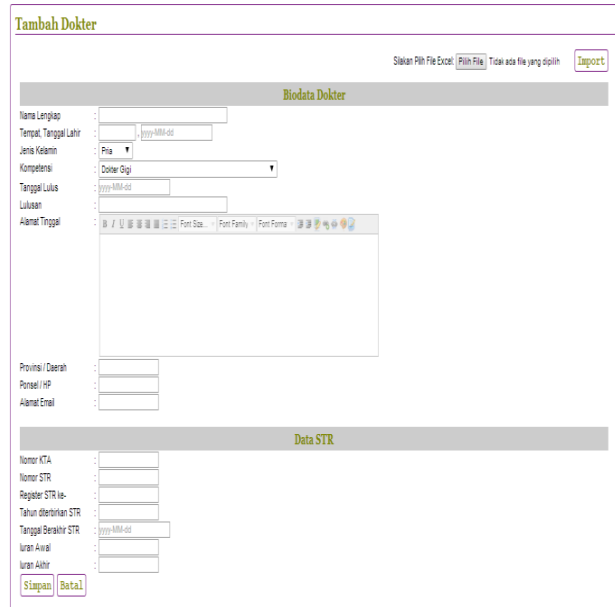 Tambah Dokter
Silakan Pilih File Excel: Pilih File Tidak ada file yang dipilih Import
Biodata Dokter
Nama Lengkap :
Tempat, Tanggal Lahir : , yyyy-MM-dd
Jenis Kelamin : Pria
Kompetensi : Dokter Gigi
Tanggal Lulus : yyyy-MM-dd
Lulusan :
Alamat Tinggal : B I U Font Size... Font Family Font Format
Provinsi / Daerah :
Ponsel / HP :
Alamat Email :
Data STR
Nomor KTA :
Nomor STR :
Register STR ke- :
Tahun diterbirkan STR :
Tanggal Berakhir STR : yyyy-MM-dd
Iuran Awal :
Iuran Akhir :
Simpan Batal